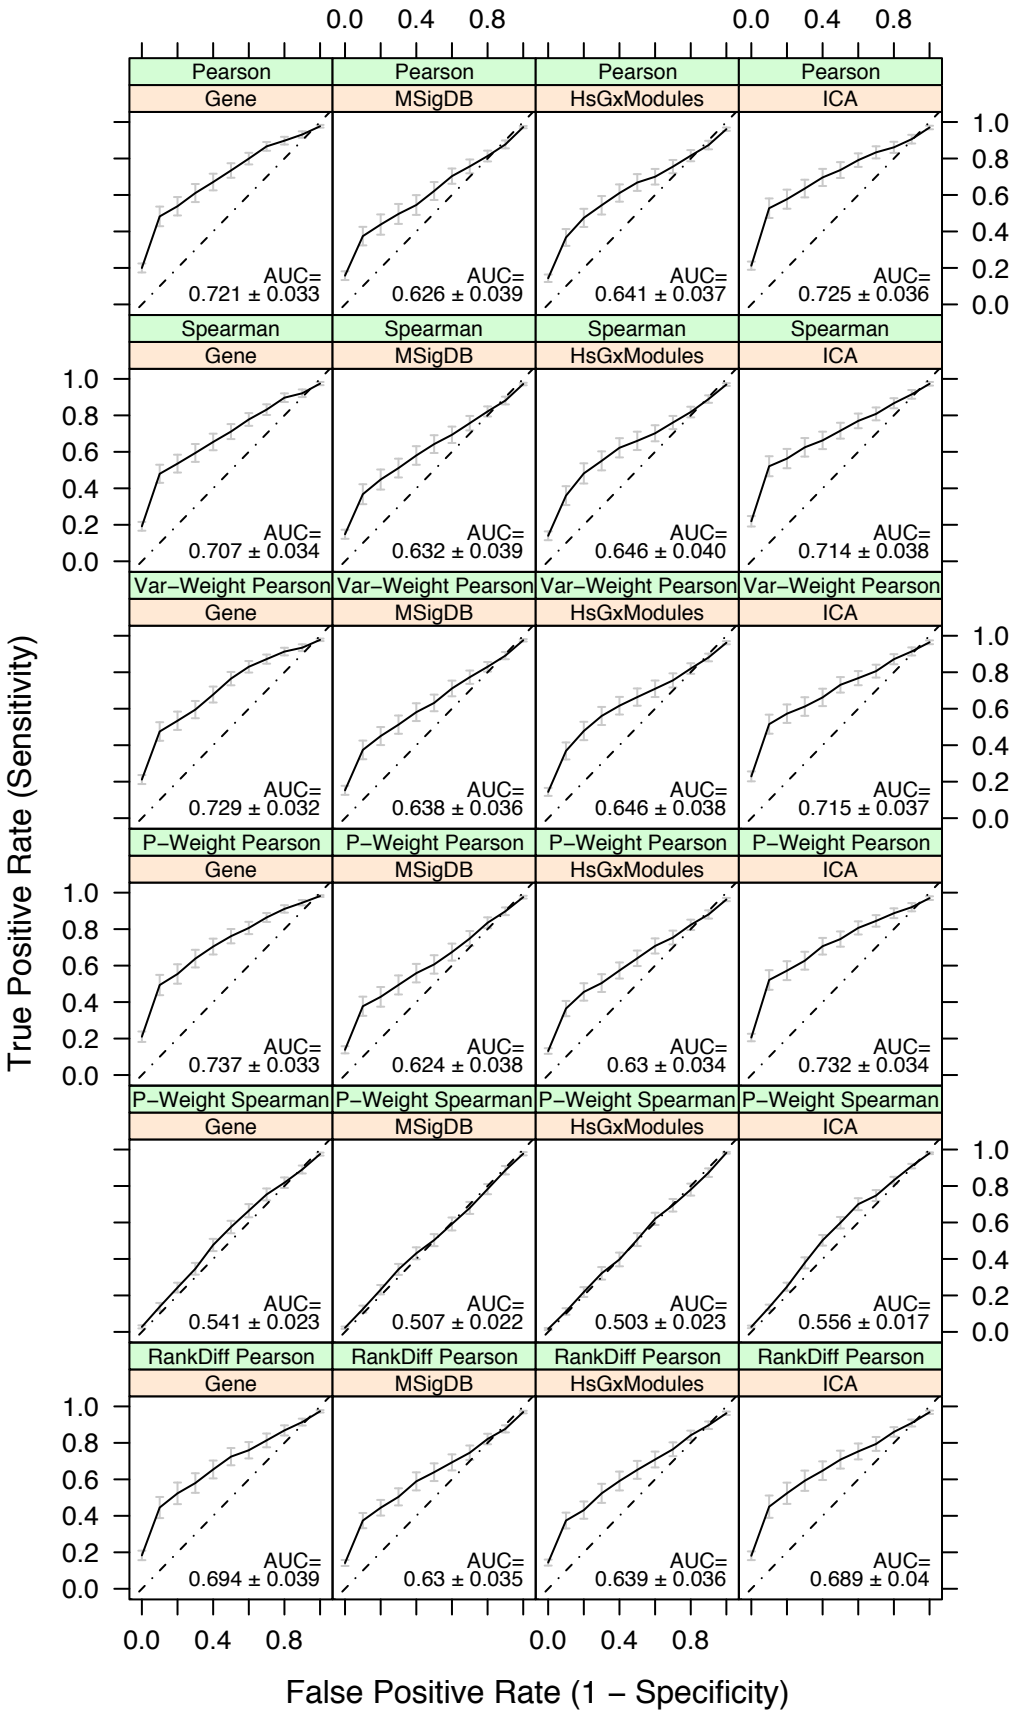 0.0 0.4 0.8 0.0 0.4 0.8
Pearson Pearson Pearson Pearson
Gene MSigDB HsGxModules ICA
1.0
0.8
0.6
0.4
0.2
0.0
AUC= AUC= AUC= AUC=
0.721 ± 0.033 0.626 ± 0.039 0.641 ± 0.037 0.725 ± 0.036
Spearman Spearman Spearman Spearman
Gene MSigDB HsGxModules ICA
1.0
0.8
0.6
0.4
0.2
0.0
AUC= AUC= AUC= AUC=
0.707 ± 0.034 0.632 ± 0.039 0.646 ± 0.040 0.714 ± 0.038
Var−Weight Pearson Var−Weight Pearson Var−Weight Pearson Var−Weight Pearson
Gene MSigDB HsGxModules ICA
1.0
0.8
0.6
0.4
0.2
0.0
AUC= AUC= AUC= AUC=
0.729 ± 0.032 0.638 ± 0.036 0.646 ± 0.038 0.715 ± 0.037
P−Weight Pearson P−Weight Pearson P−Weight Pearson P−Weight Pearson
Gene MSigDB HsGxModules ICA
1.0
0.8
0.6
0.4
0.2
0.0
AUC= AUC= AUC= AUC=
0.737 ± 0.033 0.624 ± 0.038 0.63 ± 0.034 0.732 ± 0.034
P−Weight Spearman P−Weight Spearman P−Weight Spearman P−Weight Spearman
Gene MSigDB HsGxModules ICA
1.0
0.8
0.6
0.4
0.2
0.0
AUC= AUC= AUC= AUC=
0.541 ± 0.023 0.507 ± 0.022 0.503 ± 0.023 0.556 ± 0.017
RankDiff Pearson RankDiff Pearson RankDiff Pearson RankDiff Pearson
Gene MSigDB HsGxModules ICA
1.0
0.8
0.6
0.4
0.2
0.0
AUC= AUC= AUC= AUC=
0.694 ± 0.039 0.63 ± 0.035 0.639 ± 0.036 0.689 ± 0.04
0.0 0.4 0.8 0.0 0.4 0.8
False Positive Rate (1 − Specificity)
True Positive Rate (Sensitivity)